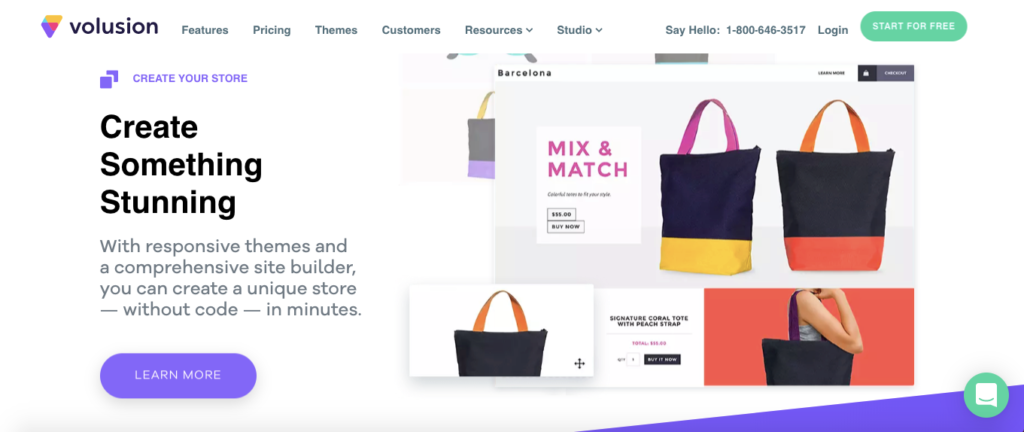 volusion
Features
Pricing
Themes
Customers
Resources
Studio
Say Hello: 1-800-646-3517
Login
START FOR FREE
CREATE YOUR STORE
Create
Something
Stunning
With responsive themes and
a comprehensive site builder,
you can create a unique store
— without code — in minutes.
LEARN MORE
Barcelona
LEARN MORE
CHECKOUT
MIX &
MATCH
Colorful totes to fit your style.
$35.00
BUY NOW
SIGNATURE CORAL TOTE
WITH PEACH STRAP
TOTAL: $35.00
QTY
1
BUY IT NOW